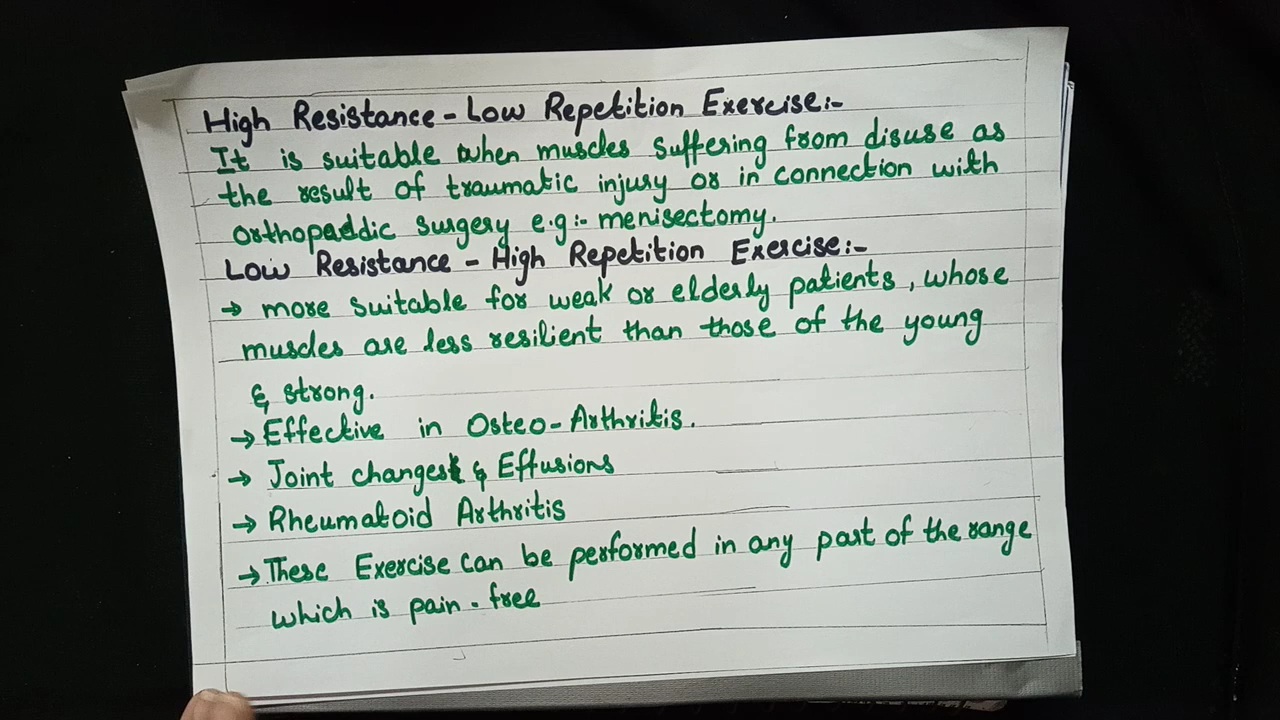 High Resistance - Low Repetition Exercise:-
It is suitable when muscles suffering from disuse as
the result of traumatic injury or in connection with
orthopaedic surgery e.g:- menisectomy.
Low Resistance - High Repetition Exercise:-
→ more suitable for weak or elderly patients, whose
muscles are less resilient than those of the young
& strong.
→ Effective in Osteo-Arthritis.
→ Joint changes & Effusions
→ Rheumatoid Arthritis
→ These Exercise can be performed in any part of the range
which is pain-free